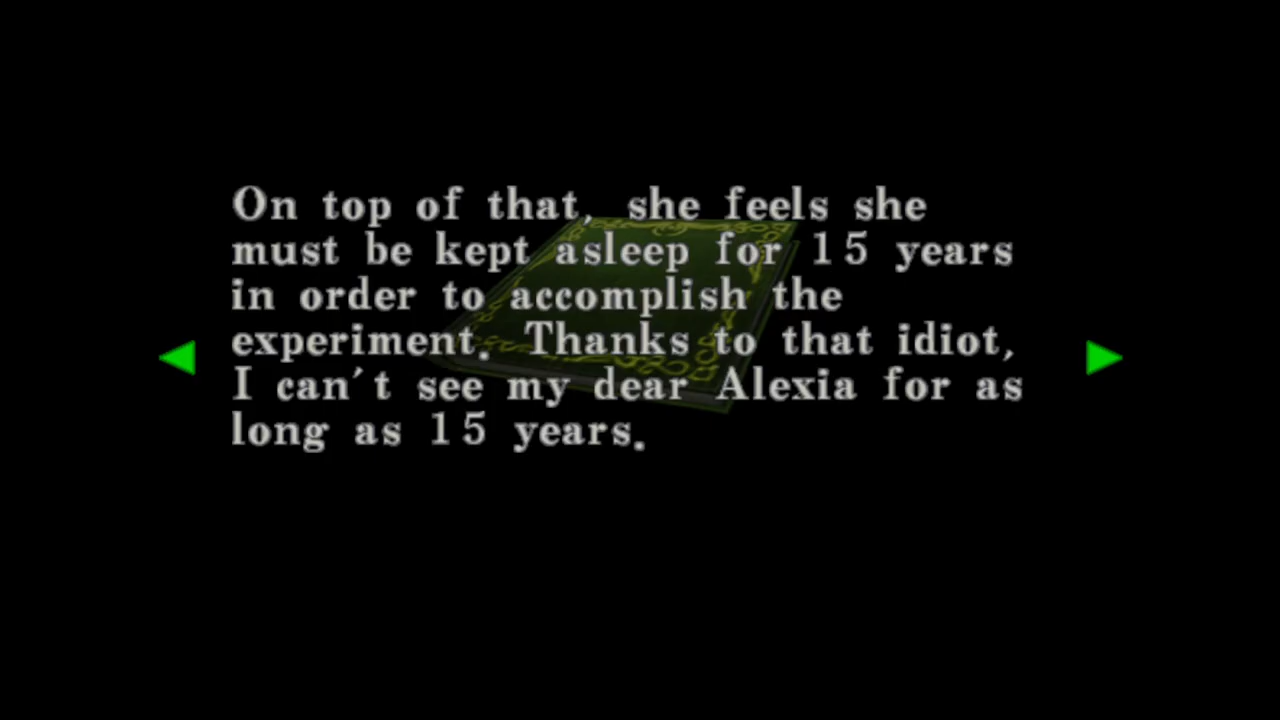 On top of that, she feels she
must be kept asleep for 15 years
in order to accomplish the
experiment. Thanks to that idiot,
I can't see my dear Alexia for as
long as 15 years.